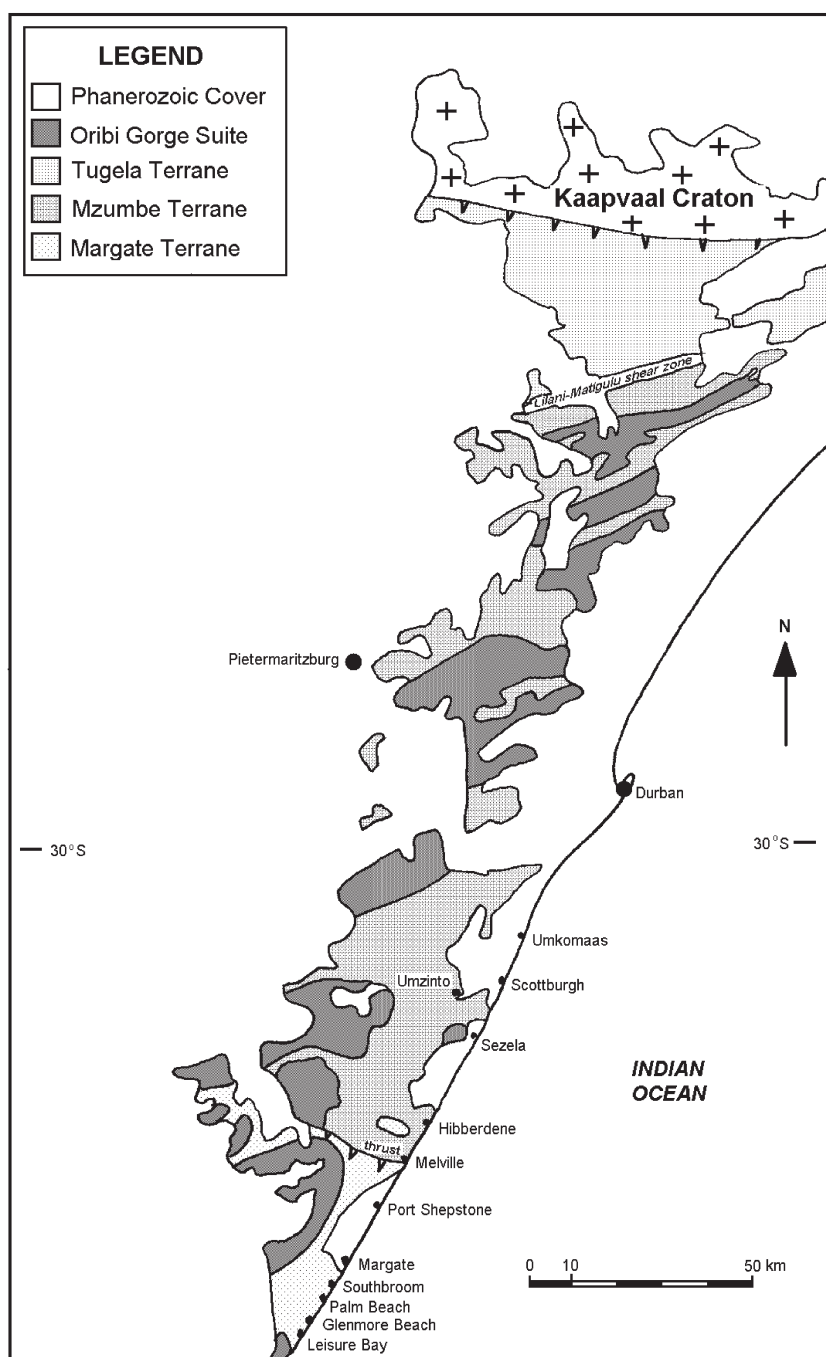 LEGEND
Phanerozoic Cover
Oribi Gorge Suite
Tugela Terrane
Mzumbe Terrane
Margate Terrane
Kaapvaal Craton
Lilani-Matigulu shear zone
Pietermaritzburg
N
Durban
30°S
30°S
Umkomaas
Umzinto
Scottburgh
Sezela
INDIAN
OCEAN
Hibberdene
thrust
Melville
Port Shepstone
Margate
Southbroom
Palm Beach
Glenmore Beach
Leisure Bay
0 10 50 km